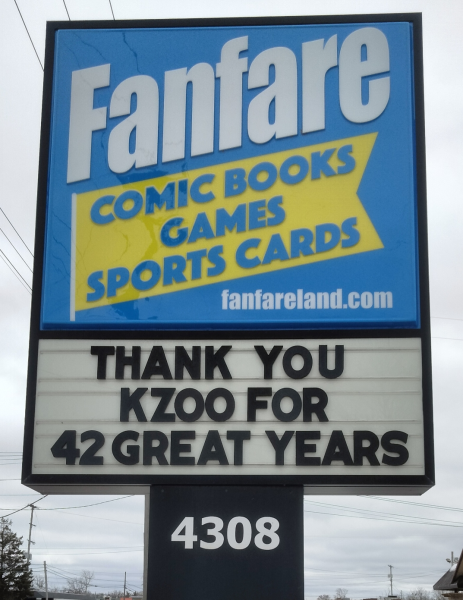 Fanfare
COMIC BOOKS
GAMES
SPORTS CARDS
fanfareland.com
THANK YOU
KZOO FOR
42 GREAT YEARS
4308